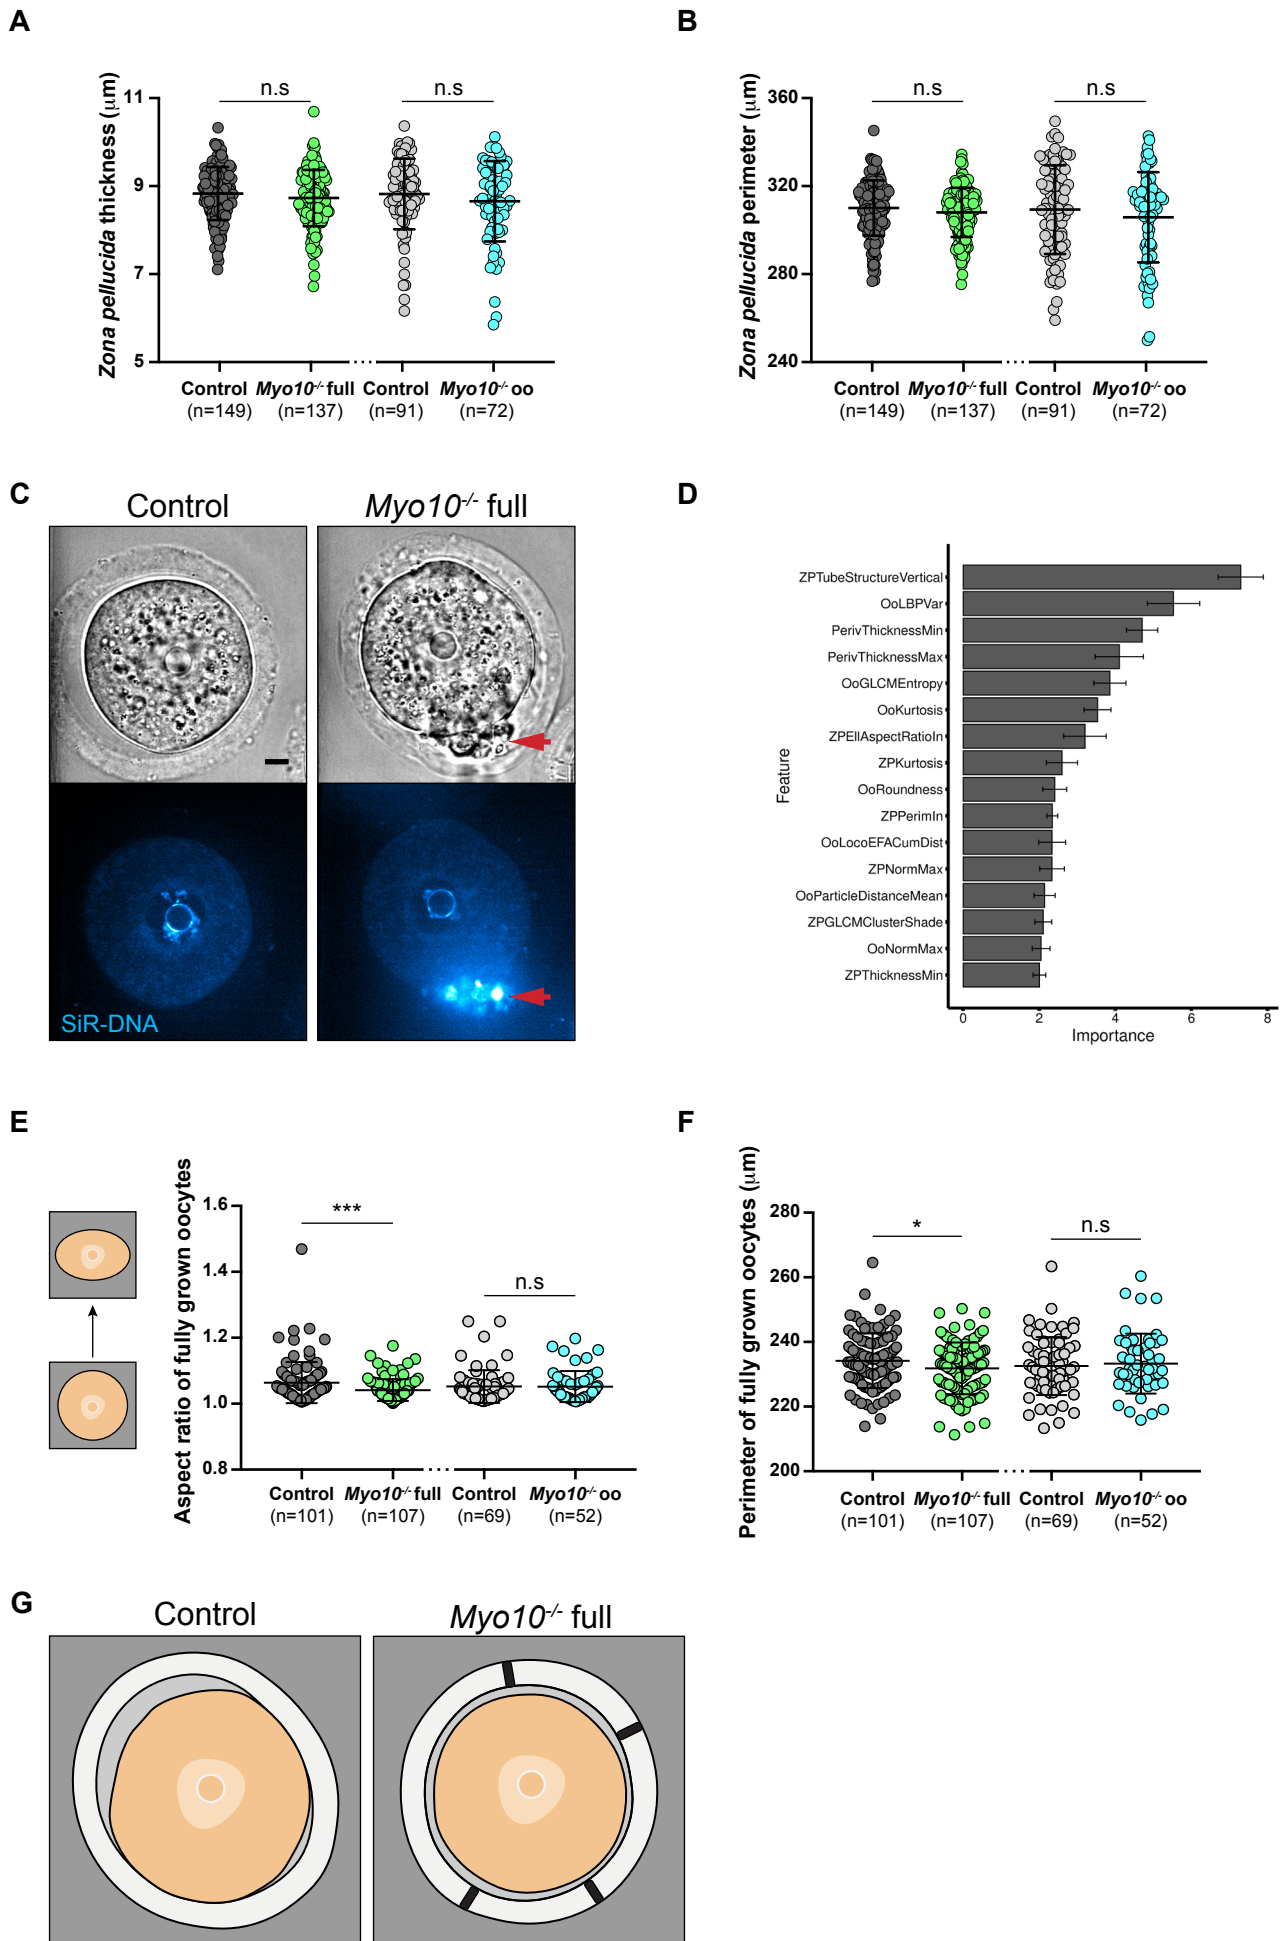 A
Zona pellucida thickness (µm)
11
9
7
5
n.s
n.s
Control
(n=149)
Myo10-/- full
(n=137)
Control
(n=91)
Myo10-/- oo
(n=72)
B
Zona pellucida perimeter (µm)
360
320
280
240
n.s
n.s
Control
(n=149)
Myo10-/- full
(n=137)
Control
(n=91)
Myo10-/- oo
(n=72)
C
Control
Myo10-/- full
SiR-DNA
D
Feature
ZPTubeStructureVertical
OoLBPVar
PerivThicknessMin
PerivThicknessMax
OoGLCMEntropy
OoKurtosis
ZPEllAspectRatioIn
ZPKurtosis
OoRoundness
ZPPerimIn
OoLocoEFACumDist
ZPNormMax
OoParticleDistanceMean
ZPGLCMClusterShade
OoNormMax
ZPThicknessMin
0 2 4 6 8
Importance
E
Aspect ratio of fully grown oocytes
1.6
1.4
1.2
1.0
0.8
***
n.s
Control
(n=101)
Myo10-/- full
(n=107)
Control
(n=69)
Myo10-/- oo
(n=52)
F
Perimeter of fully grown oocytes (µm)
280
260
240
220
200
*
n.s
Control
(n=101)
Myo10-/- full
(n=107)
Control
(n=69)
Myo10-/- oo
(n=52)
G
Control
Myo10-/- full